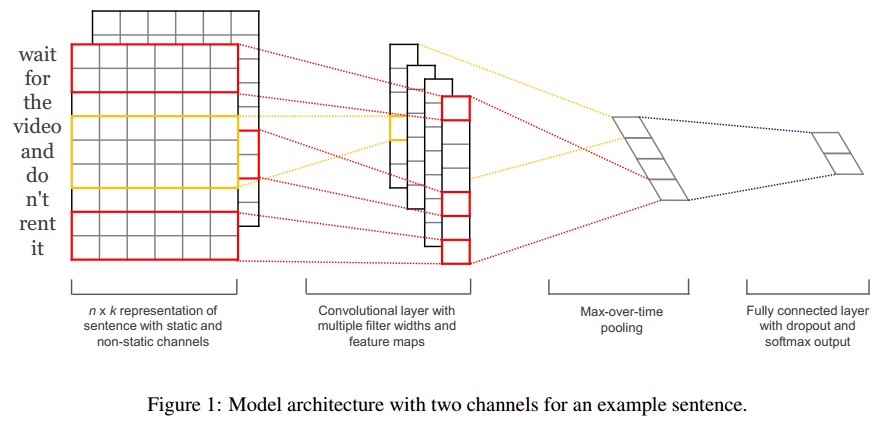 wait
for
the
video
and
do
n't
rent
it
n x k representation of
sentence with static and
non-static channels
Convolutional layer with
multiple filter widths and
feature maps
Max-over-time
pooling
Fully connected layer
with dropout and
softmax output
Figure 1: Model architecture with two channels for an example sentence.